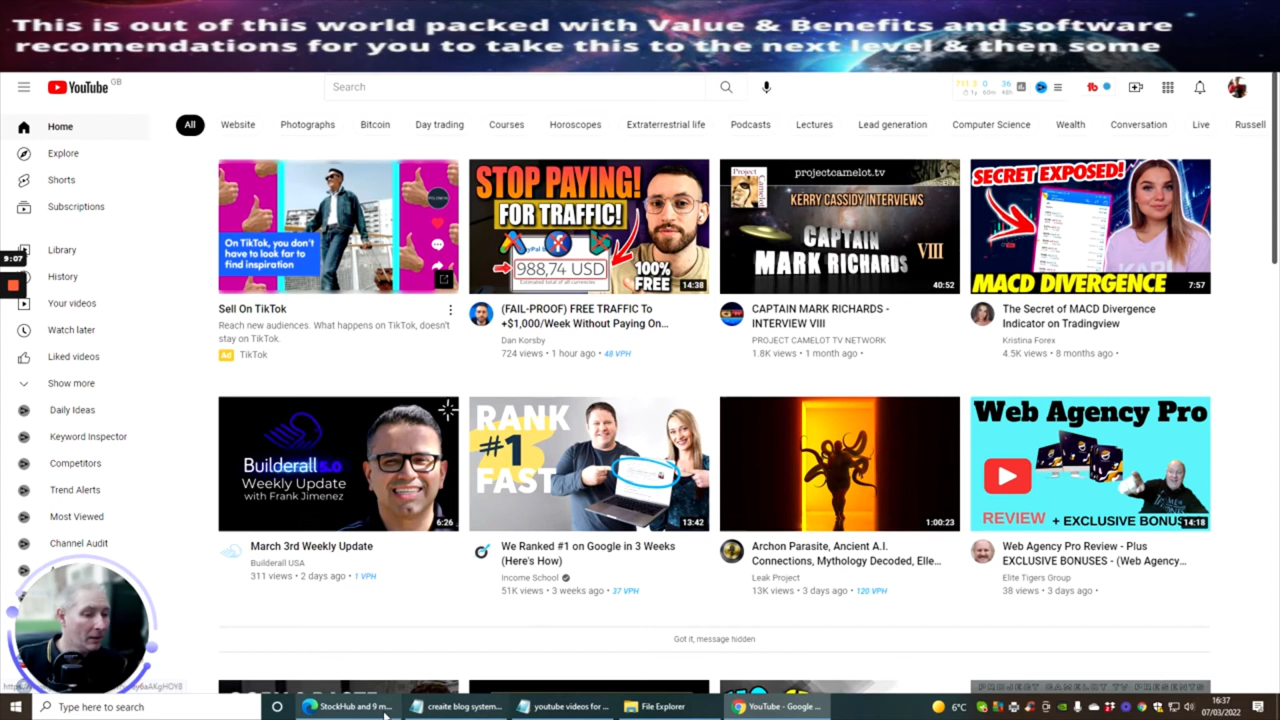 This is out of this world packed with Value & Benefits and software
recomendations for you to take this to the next level & then some
YouTube GB
Search
Home
Explore
Shorts
Subscriptions
Library
9:07
History
Your videos
Watch later
Liked videos
Show more
Daily Ideas
Keyword Inspector
Competitors
Trend Alerts
Most Viewed
Channel Audit
All Website Photographs Bitcoin Day trading Courses Horoscopes Extraterrestrial life Podcasts Lectures Lead generation Computer Science Wealth Conversation Live Russell
On TikTok, you don't
have to look far to
find inspiration
Sell On TikTok
Reach new audiences. What happens on TikTok, doesn't
stay on TikTok.
Ad TikTok
STOP PAYING!
FOR TRAFFIC!
988,74 USD
Estimated total of all currencies
100%
FREE
14:38
(FAIL-PROOF) FREE TRAFFIC To
+$1,000/Week Without Paying On...
Dan Korsby
724 views • 1 hour ago • 48 VPH
Project
Camelot
projectcamelot.tv
KERRY CASSIDY INTERVIEWS
CAPTAIN
MARK RICHARDS
VIII
40:52
CAPTAIN MARK RICHARDS -
INTERVIEW VIII
PROJECT CAMELOT TV NETWORK
1.8K views • 1 month ago •
SECRET EXPOSED!
MACD DIVERGENCE
7:57
The Secret of MACD Divergence
Indicator on Tradingview
Kristina Forex
4.5K views • 8 months ago •
Builderall 5.0
Weekly Update
with Frank Jimenez
6:26
March 3rd Weekly Update
Builderall USA
311 views • 2 days ago • 1 VPH
RANK
#1
FAST
13:42
We Ranked #1 on Google in 3 Weeks
(Here's How)
Income School
51K views • 3 weeks ago • 37 VPH
1:00:23
Archon Parasite, Ancient A.I.
Connections, Mythology Decoded, Elle...
Leak Project
13K views • 3 days ago • 120 VPH
Web Agency Pro
REVIEW + EXCLUSIVE BONUS
14:18
Web Agency Pro Review - Plus
EXCLUSIVE BONUSES - (Web Agency...
Elite Tigers Group
38 views • 3 days ago •
Got it, message hidden
Type here to search
StockHub and 9 m...
create blog system...
youtube videos for ...
File Explorer
YouTube - Google ...
6°C
16:37
07/03/2022